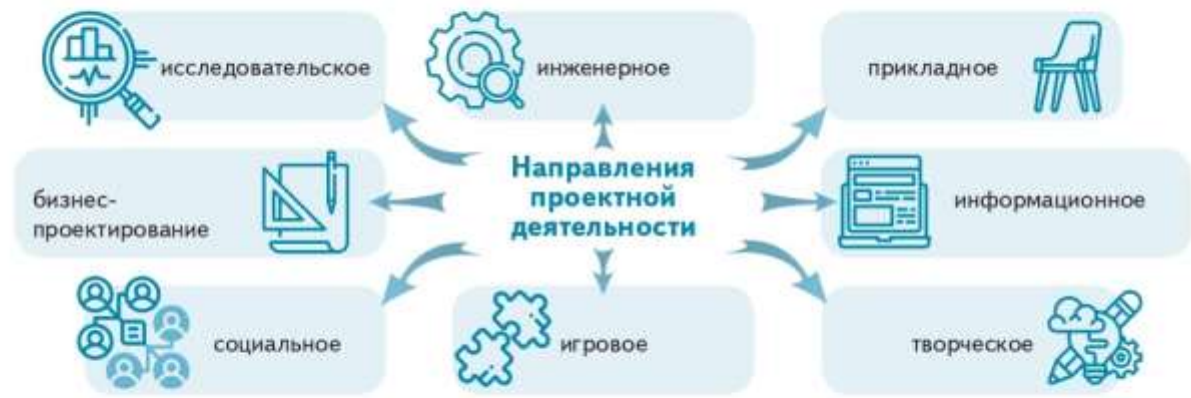 исследовательское
инженерное
прикладное
Направления
проектной
деятельности
бизнес-
проектирование
информационное
социальное
игровое
творческое